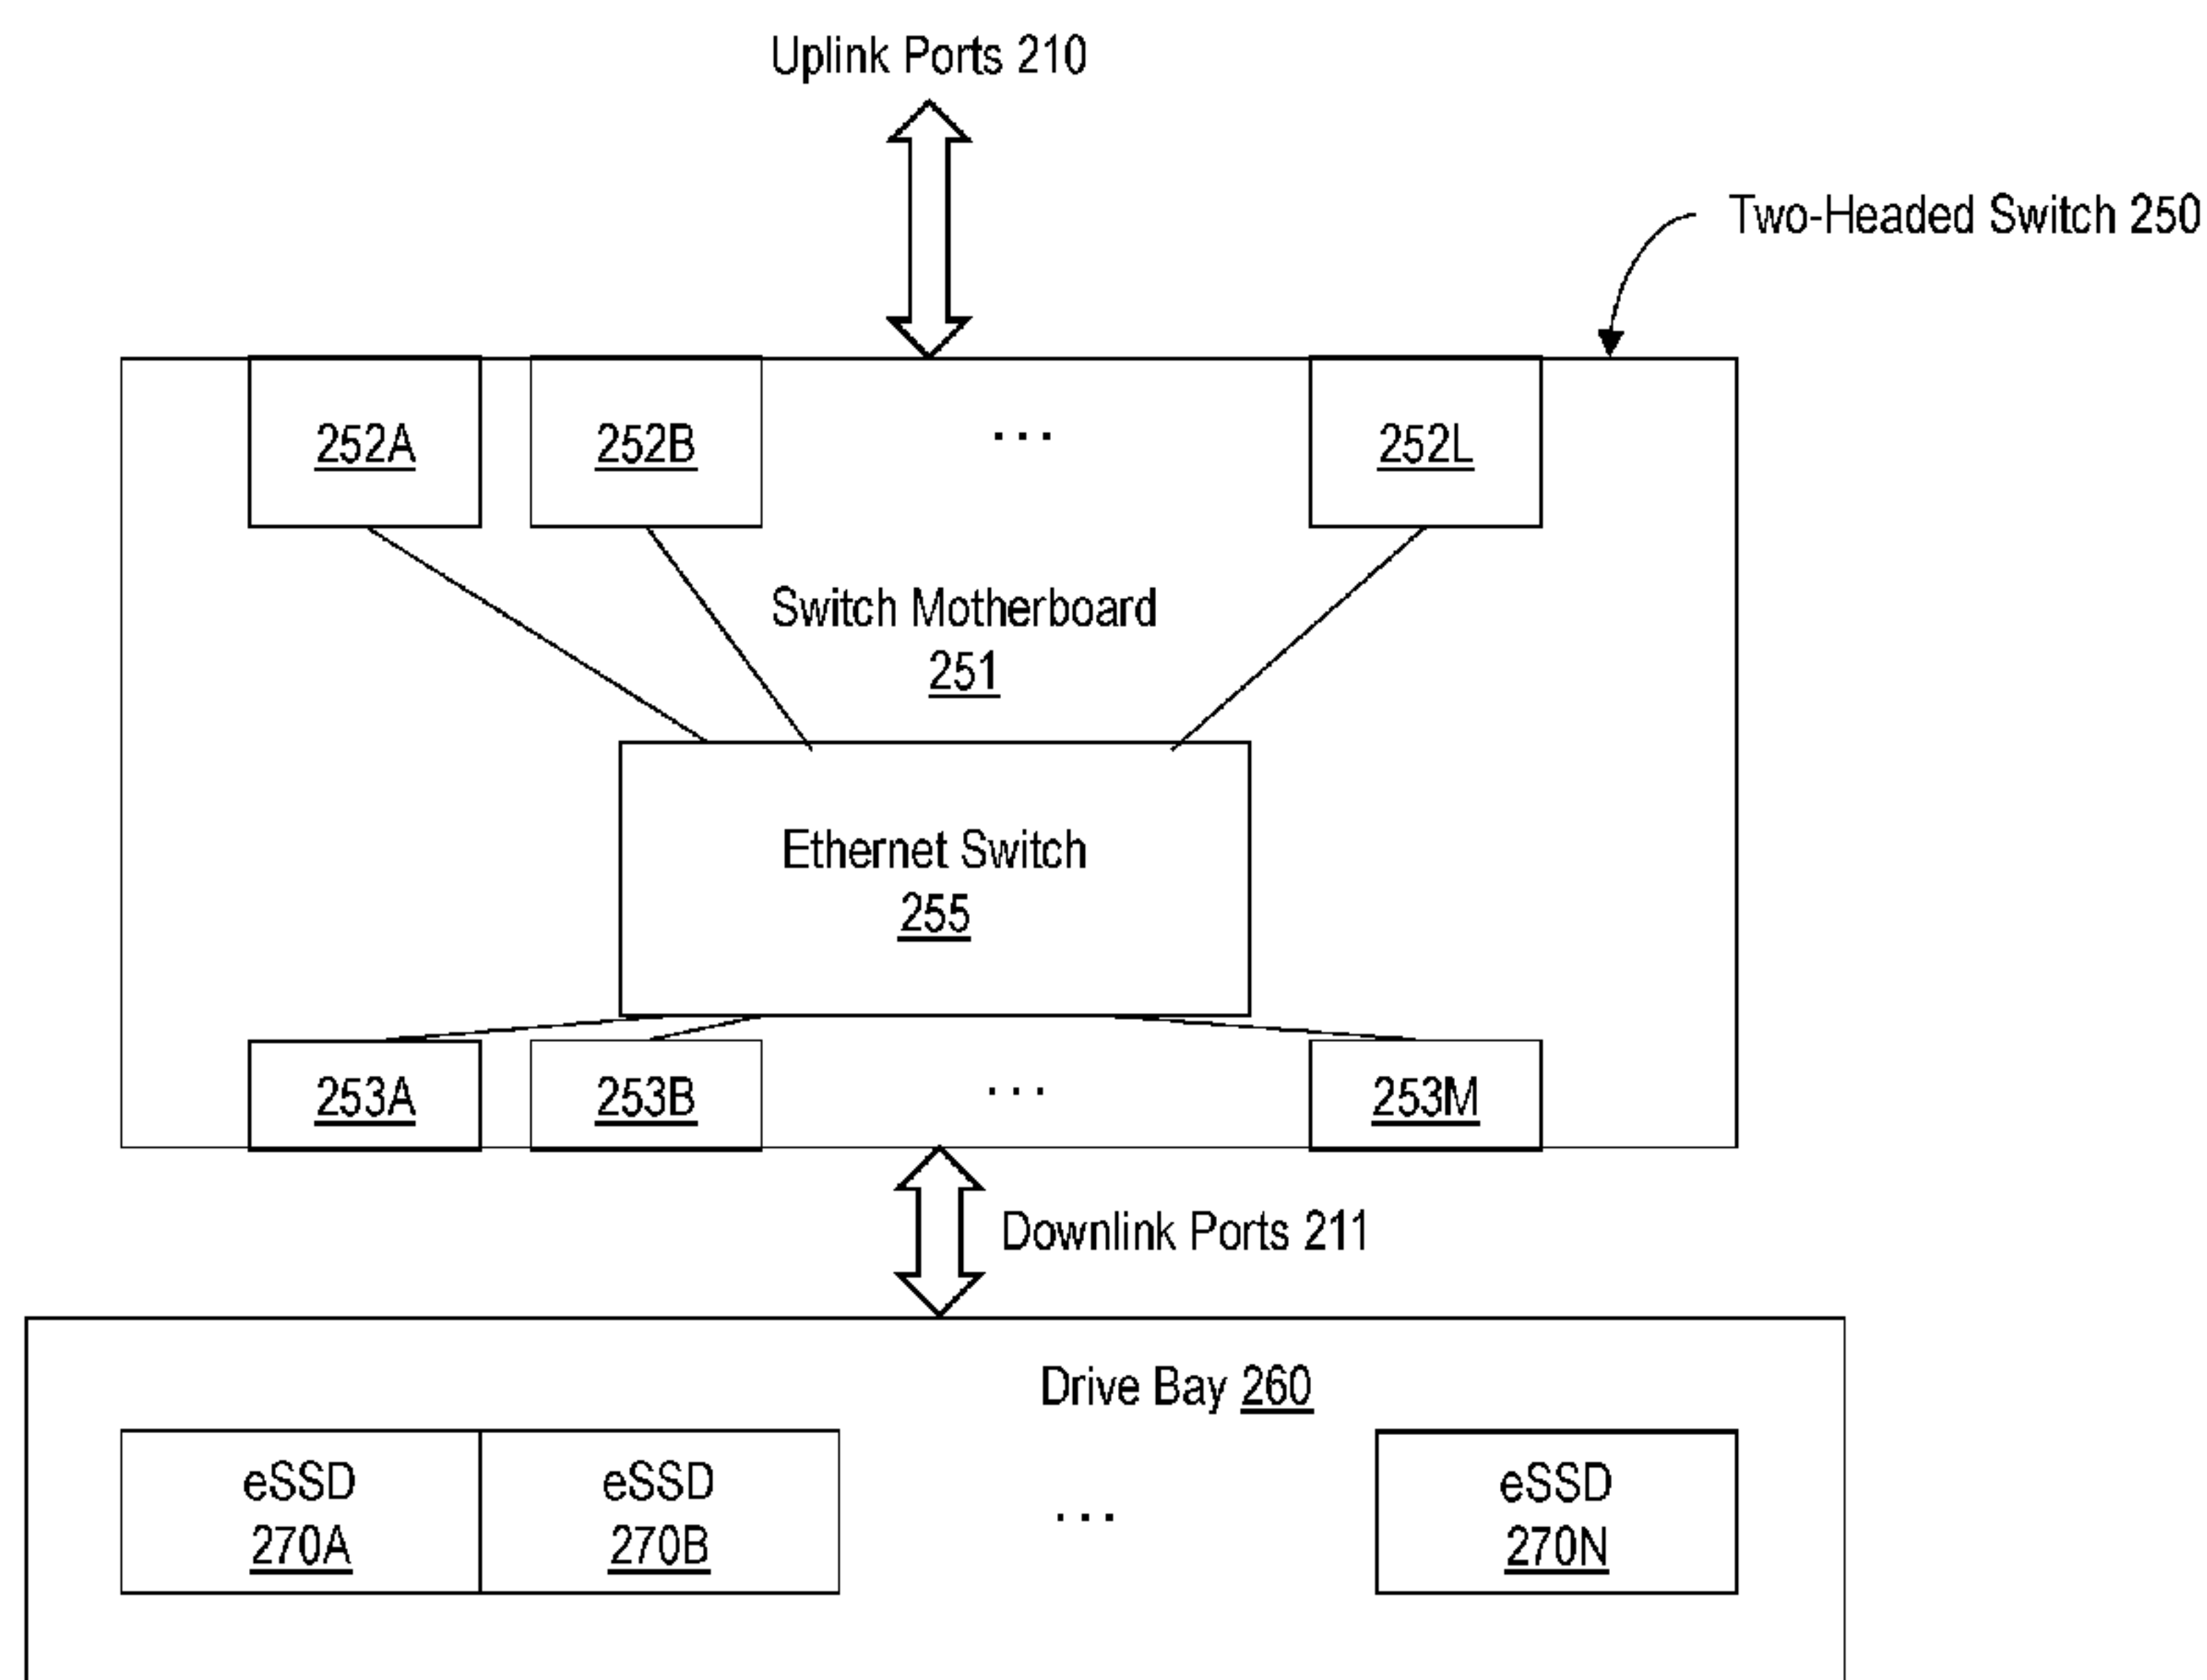 Uplink Ports 210
Two-Headed Switch 250
252A
252B
...
252L
Switch Motherboard
251
Ethernet Switch
255
253A
253B
...
253M
Downlink Ports 211
Drive Bay 260
eSSD
270A
eSSD
270B
...
eSSD
270N